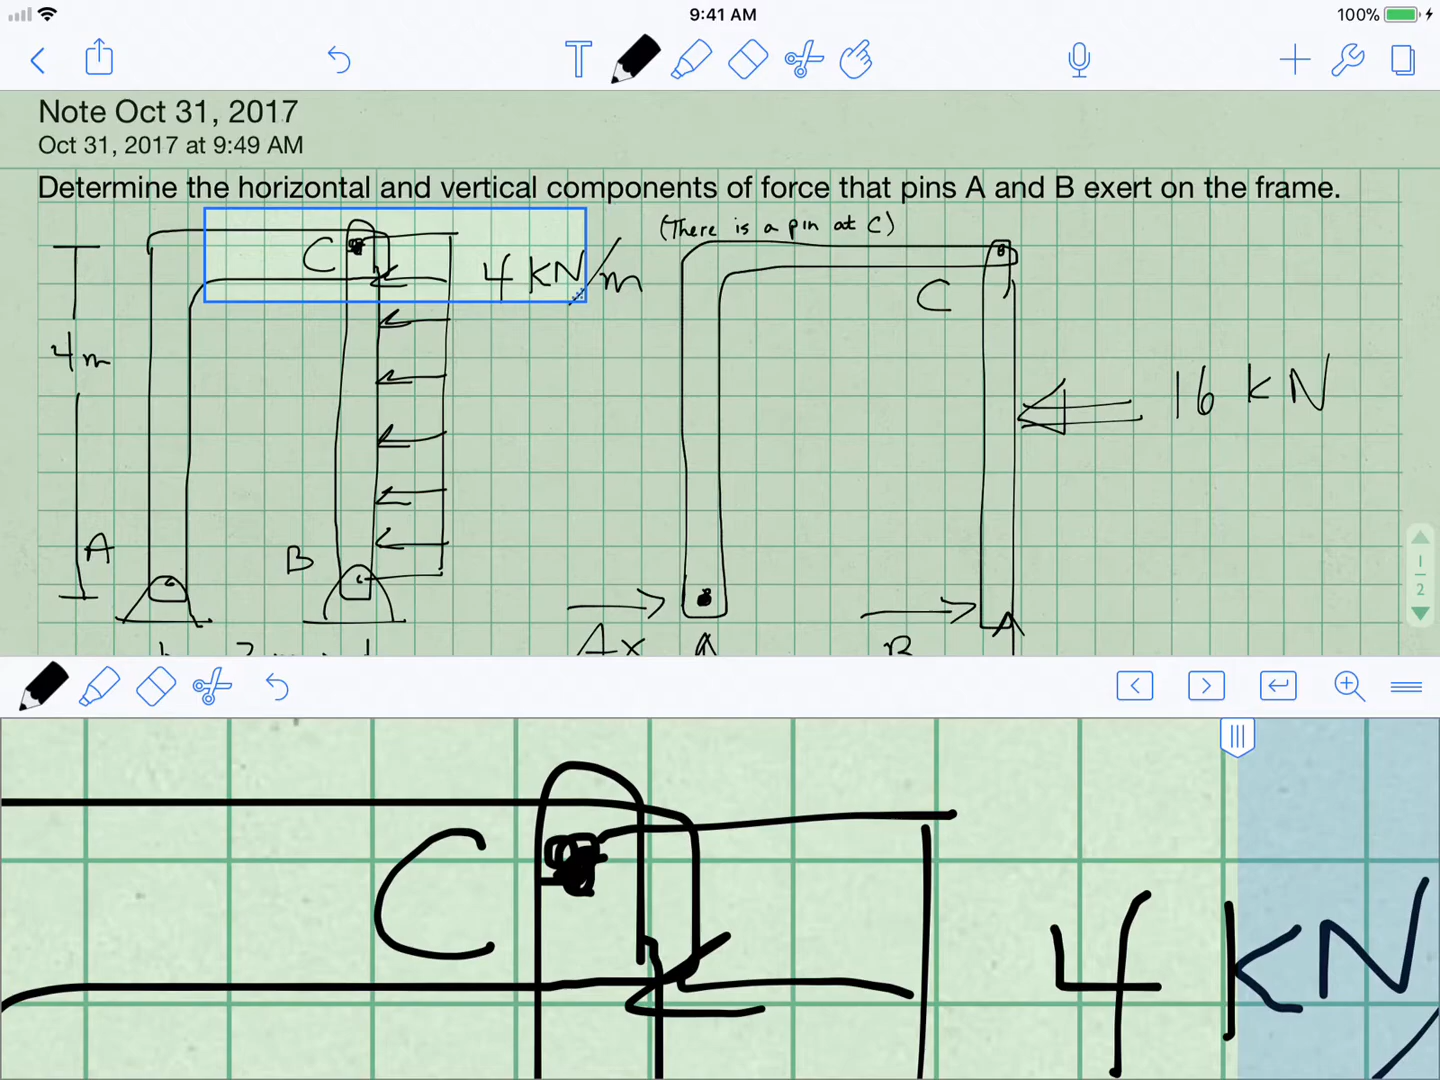 9:41 AM
100%
T
Note Oct 31, 2017
Oct 31, 2017 at 9:49 AM
Determine the horizontal and vertical components of force that pins A and B exert on the frame.
(There is a pin at C)
C
4 kN/m
C
4m
16 kN
A
B
1
2
Ax
C
4 kN